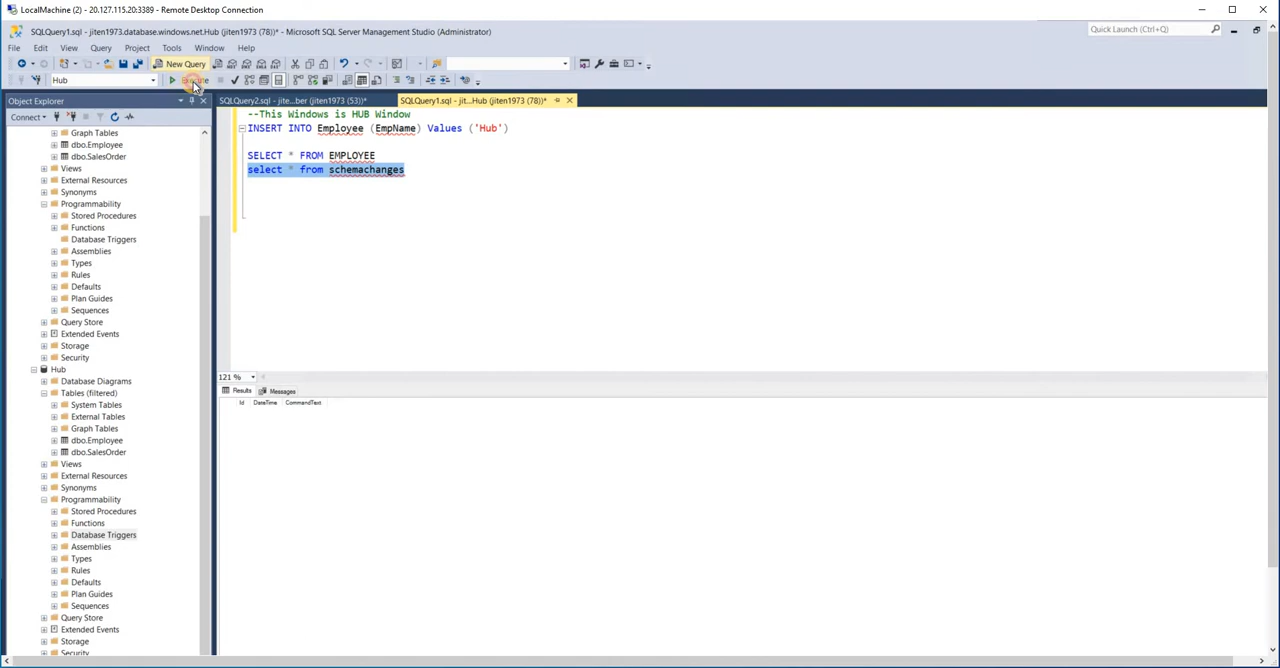 LocalMachine - 20.127.115.20:3389 - Remote Desktop Connection
SQLQuery1.sql - jiten1973.database.windows.net.Hub (jiten1973 (78))* - Microsoft SQL Server Management Studio (Administrator)
Quick Launch (Ctrl+Q)
File Edit View Query Project Tools Window Help
New Query
Hub
Object Explorer
SQLQuery2.sql - jite...ber (jiten1973 (53))*
SQLQuery1.sql - jit...Hub (jiten1973 (78))*
Connect
Graph Tables
dbo.Employee
dbo.SalesOrder
Views
External Resources
Synonyms
Programmability
Stored Procedures
Functions
Database Triggers
Assemblies
Types
Rules
Defaults
Plan Guides
Sequences
Query Store
Extended Events
Storage
Security
Hub
Database Diagrams
Tables (filtered)
System Tables
External Tables
Graph Tables
dbo.Employee
dbo.SalesOrder
Views
External Resources
Synonyms
Programmability
Stored Procedures
Functions
Database Triggers
Assemblies
Types
Rules
Defaults
Plan Guides
Sequences
Query Store
Extended Events
Storage
Security
--This Windows is HUB Window
INSERT INTO Employee (EmpName) Values ('Hub')
SELECT * FROM EMPLOYEE
select * from schemachanges
121 %
Results Messages
Id DateTime CommandText